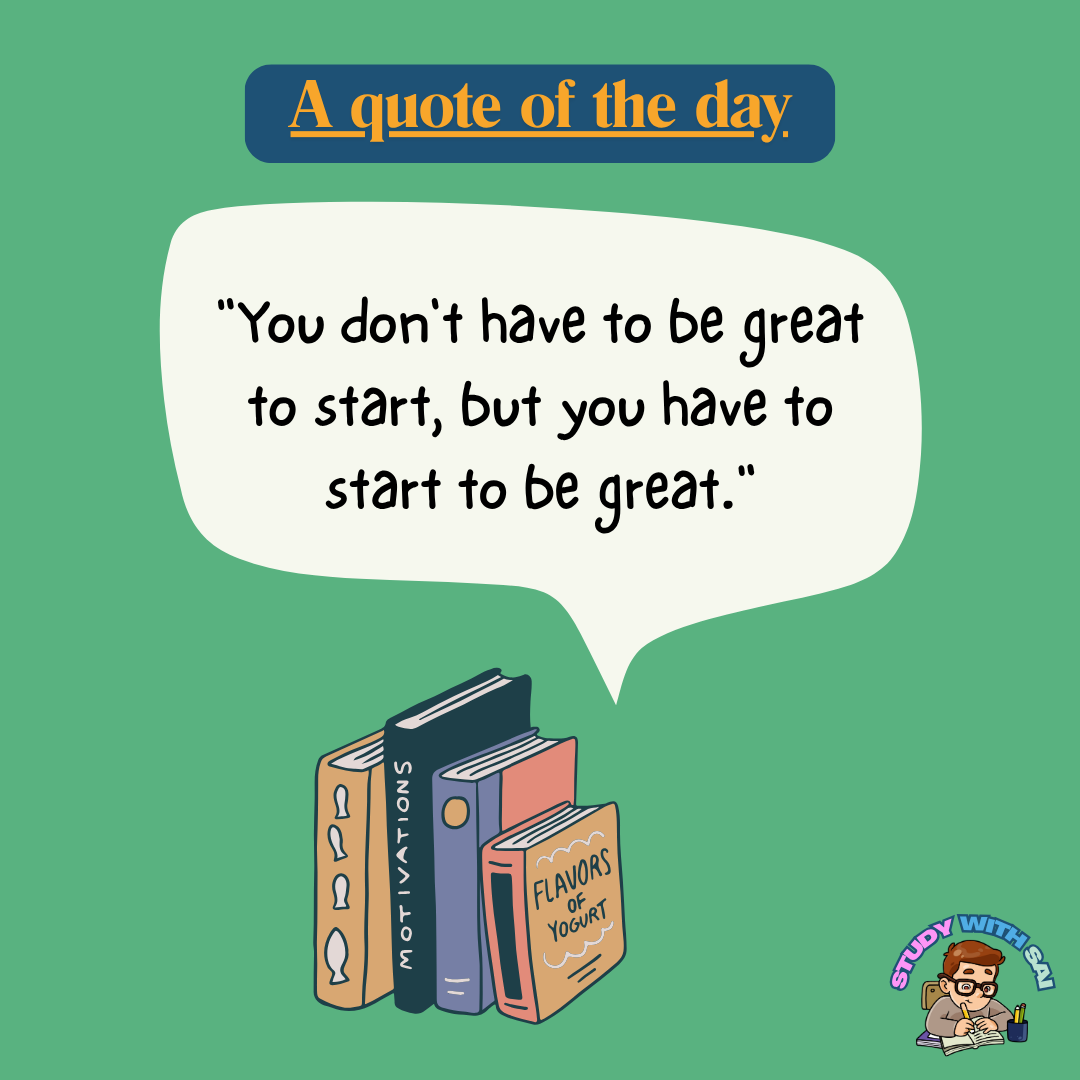 A quote of the day
"You don't have to be great
to start, but you have to
start to be great."
MOTIVATIONS
FLAVORS
OF
YOGURT
STUDY WITH SAI